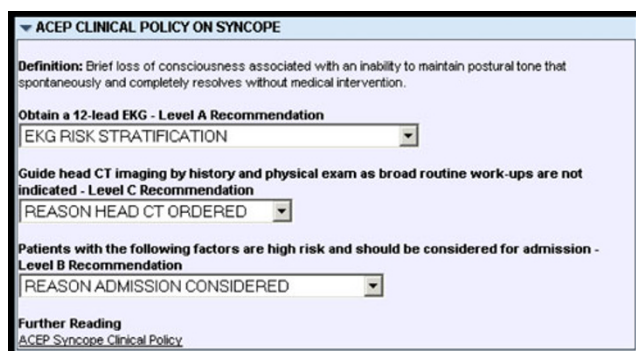 ACEP CLINICAL POLICY ON SYNCOPE
Definition: Brief loss of consciousness associated with an inability to maintain postural tone that
spontaneously and completely resolves without medical intervention.
Obtain a 12-lead EKG - Level A Recommendation
EKG RISK STRATIFICATION
Guide head CT imaging by history and physical exam as broad routine work-ups are not
indicated - Level C Recommendation
REASON HEAD CT ORDERED
Patients with the following factors are high risk and should be considered for admission -
Level B Recommendation
REASON ADMISSION CONSIDERED
Further Reading
ACEP Syncope Clinical Policy